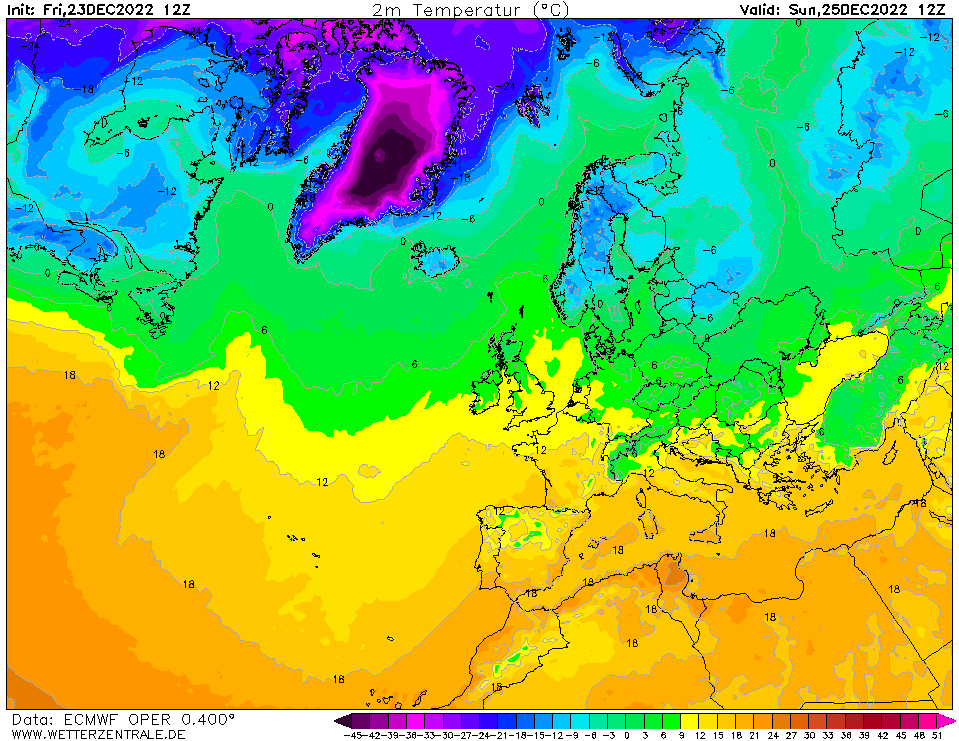 Init: Fri,23DEC2022 12Z 2m Temperatur (°C) Valid: Sun,25DEC2022 12Z
Data: ECMWF OPER 0.400°
WWW.WETTERZENTRALE.DE
-45-42-39-36-33-30-27-24-21-18-15-12 -9 -6 -3 0 3 6 9 12 15 18 21 24 27 30 33 36 39 42 45 48 51